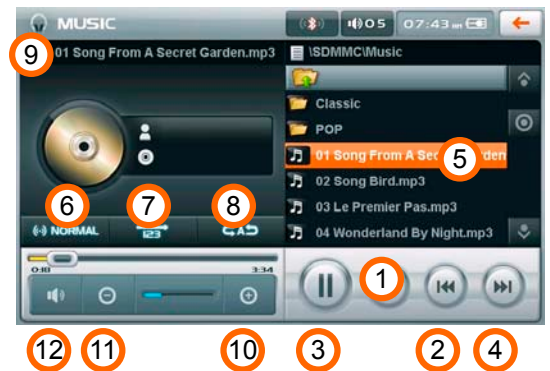 MUSIC
05 07:43
9 01 Song From A Secret Garden.mp3
\SDMMC\Music
Classic
POP
01 Song From A Sec 5 rden
02 Song Bird.mp3
03 Le Premier Pas.mp3
04 Wonderland By Night.mp3
6 7 8
NORMAL 123 A
0:18 3:34
1
12 11 10 3 2 4